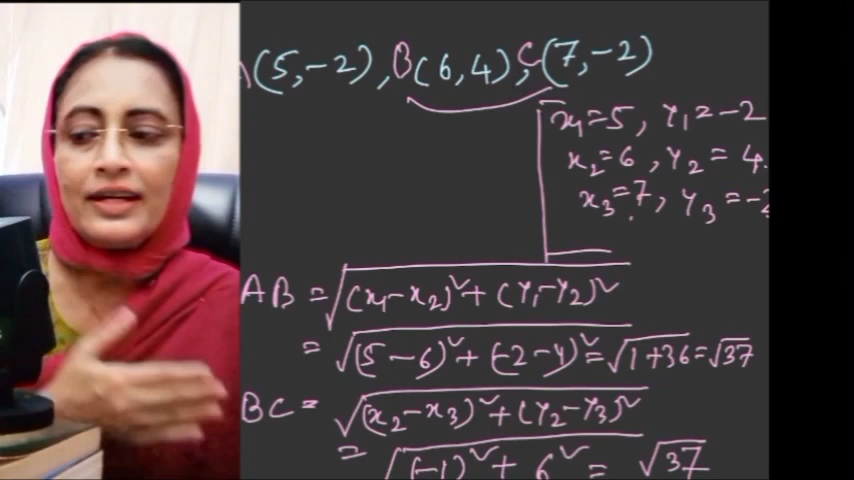 A(5,-2), B(6,4), C(7,-2)
x₁=5, y₁=-2
x₂=6, y₂=4.
x₃=7, y₃=-2
AB = √(x₁-x₂)²+(y₁-y₂)²
= √(5-6)²+(-2-4)² = √1+36 = √37
BC = √(x₂-x₃)²+(y₂-y₃)²
= √(-1)²+6² = √37